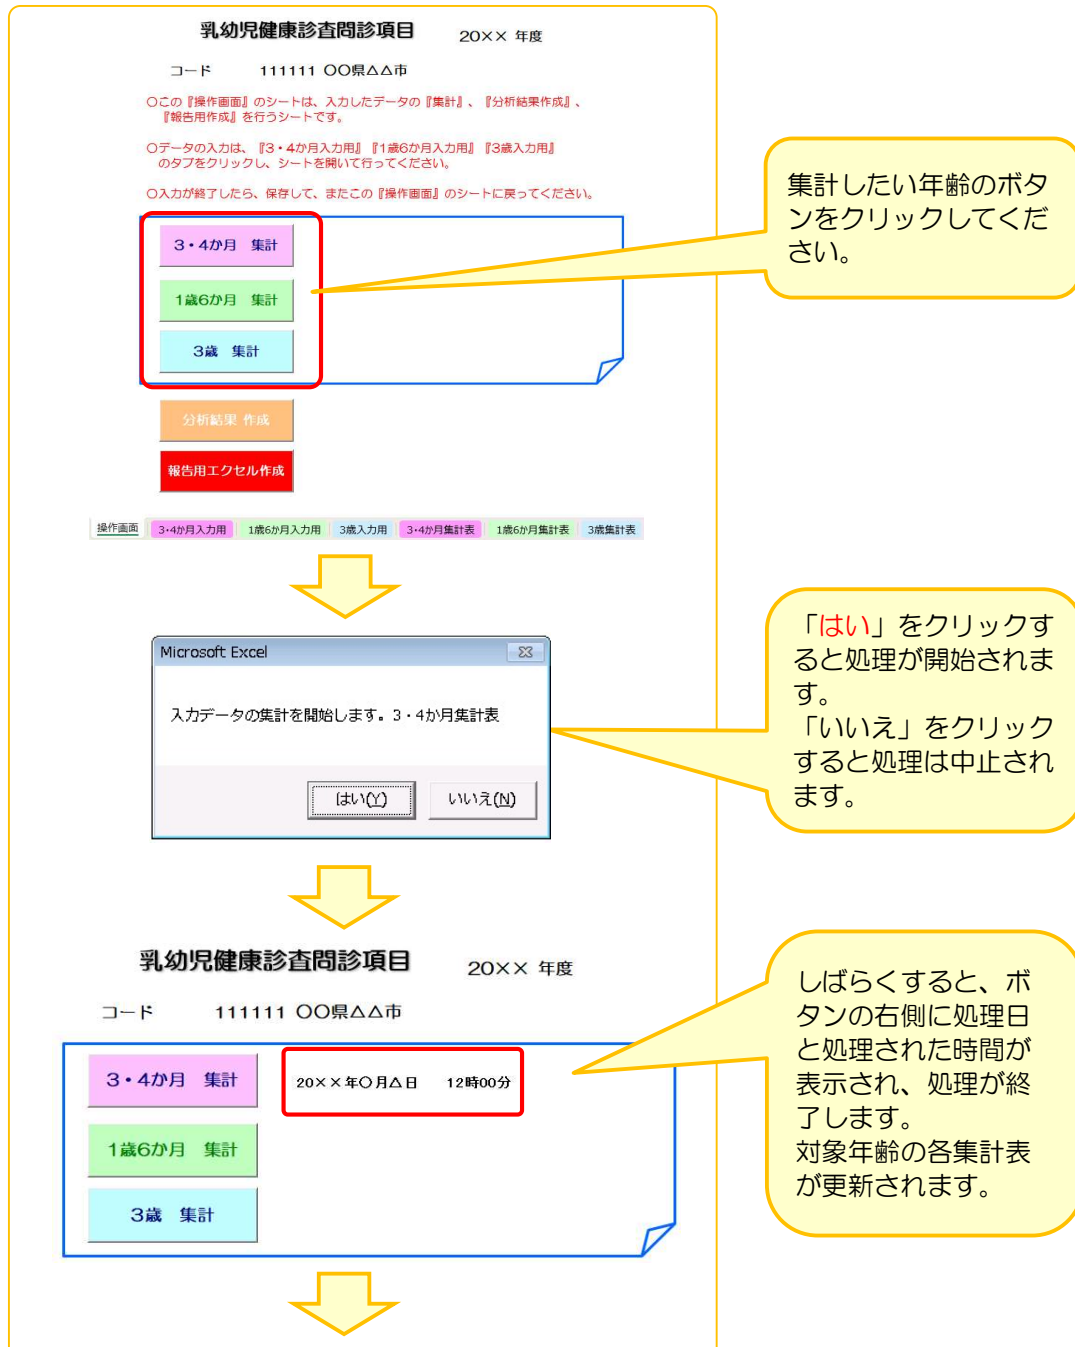 乳幼児健康診査問診項目 20×× 年度
コード 111111 〇〇県△△市
〇この『操作画面』のシートは、入力したデータの『集計』、『分析結果作成』、
『報告用作成』を行うシートです。
〇データの入力は、『3・4か月入力用』『1歳6か月入力用』『3歳入力用』
のタブをクリックし、シートを開いて行ってください。
〇入力が終了したら、保存して、またこの『操作画面』のシートに戻ってください。
3・4か月 集計
1歳6か月 集計
3歳 集計
分析結果 作成
報告用エクセル作成
操作画面 3・4か月入力用 1歳6か月入力用 3歳入力用 3・4か月集計表 1歳6か月集計表 3歳集計表
集計したい年齢のボタ
ンをクリックしてくだ
さい。
Microsoft Excel
入力データの集計を開始します。3・4か月集計表
はい(Y) いいえ(N)
「はい」をクリックす
ると処理が開始されま
す。
「いいえ」をクリック
すると処理は中止され
ます。
乳幼児健康診査問診項目 20×× 年度
コード 111111 〇〇県△△市
3・4か月 集計 20××年〇月△日 12時00分
1歳6か月 集計
3歳 集計
しばらくすると、ボ
タンの右側に処理日
と処理された時間が
表示され、処理が終
了します。
対象年齢の各集計表
が更新されます。